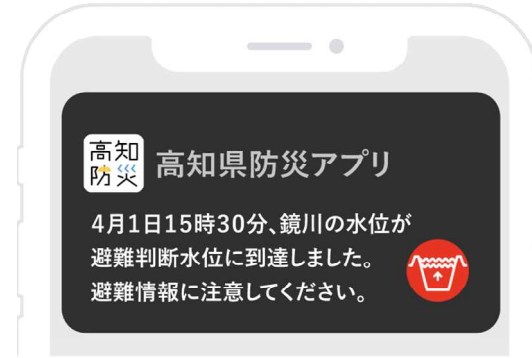 高知
防災
高知県防災アプリ
4月1日15時30分、鏡川の水位が
避難判断水位に到達しました。
避難情報に注意してください。